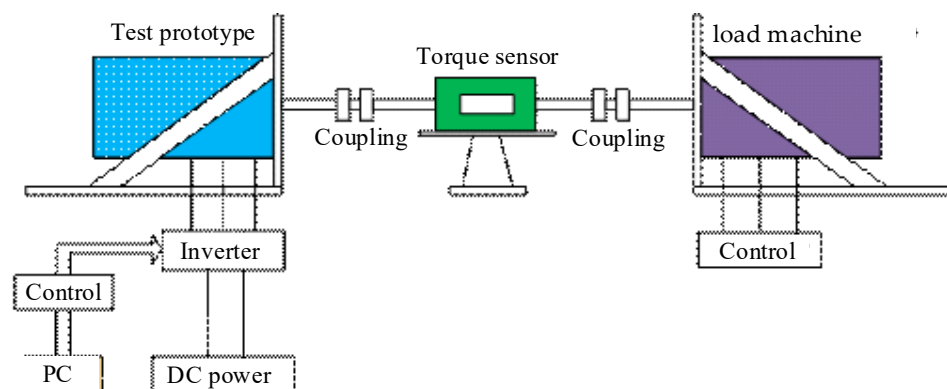 Test prototype
load machine
Torque sensor
Coupling
Coupling
Inverter
Control
Control
PC
DC power